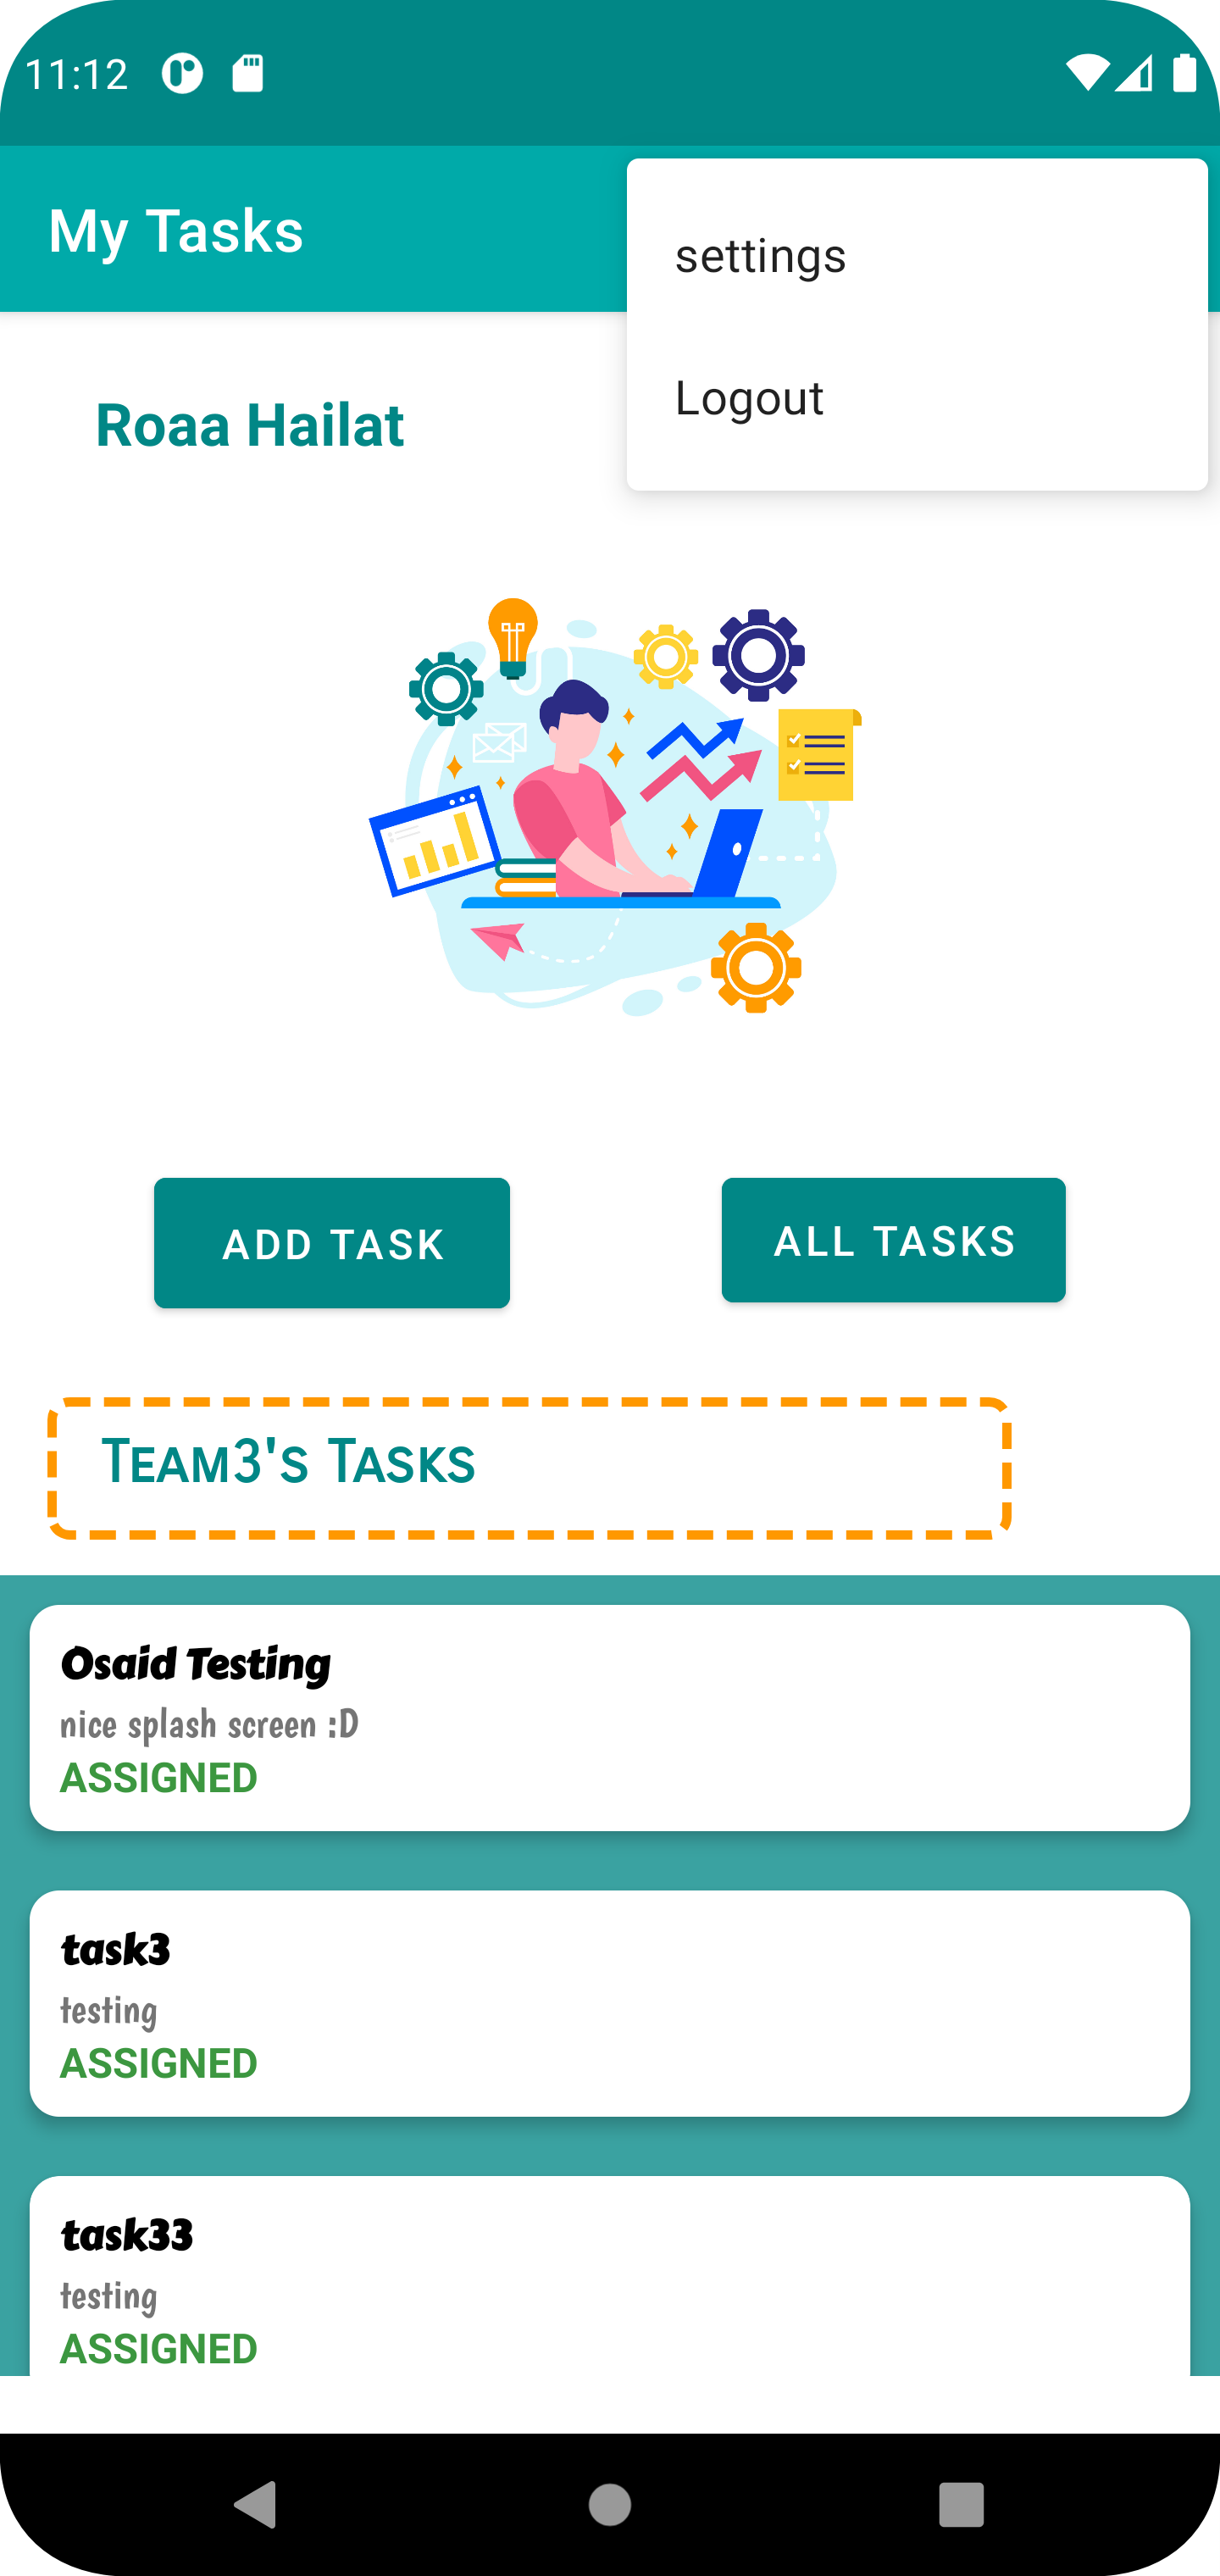 11:12
My Tasks
settings
Logout
Roaa Hailat
ADD TASK
ALL TASKS
Team3's Tasks
Osaid Testing
nice splash screen :D
ASSIGNED
task3
testing
ASSIGNED
task33
testing
ASSIGNED